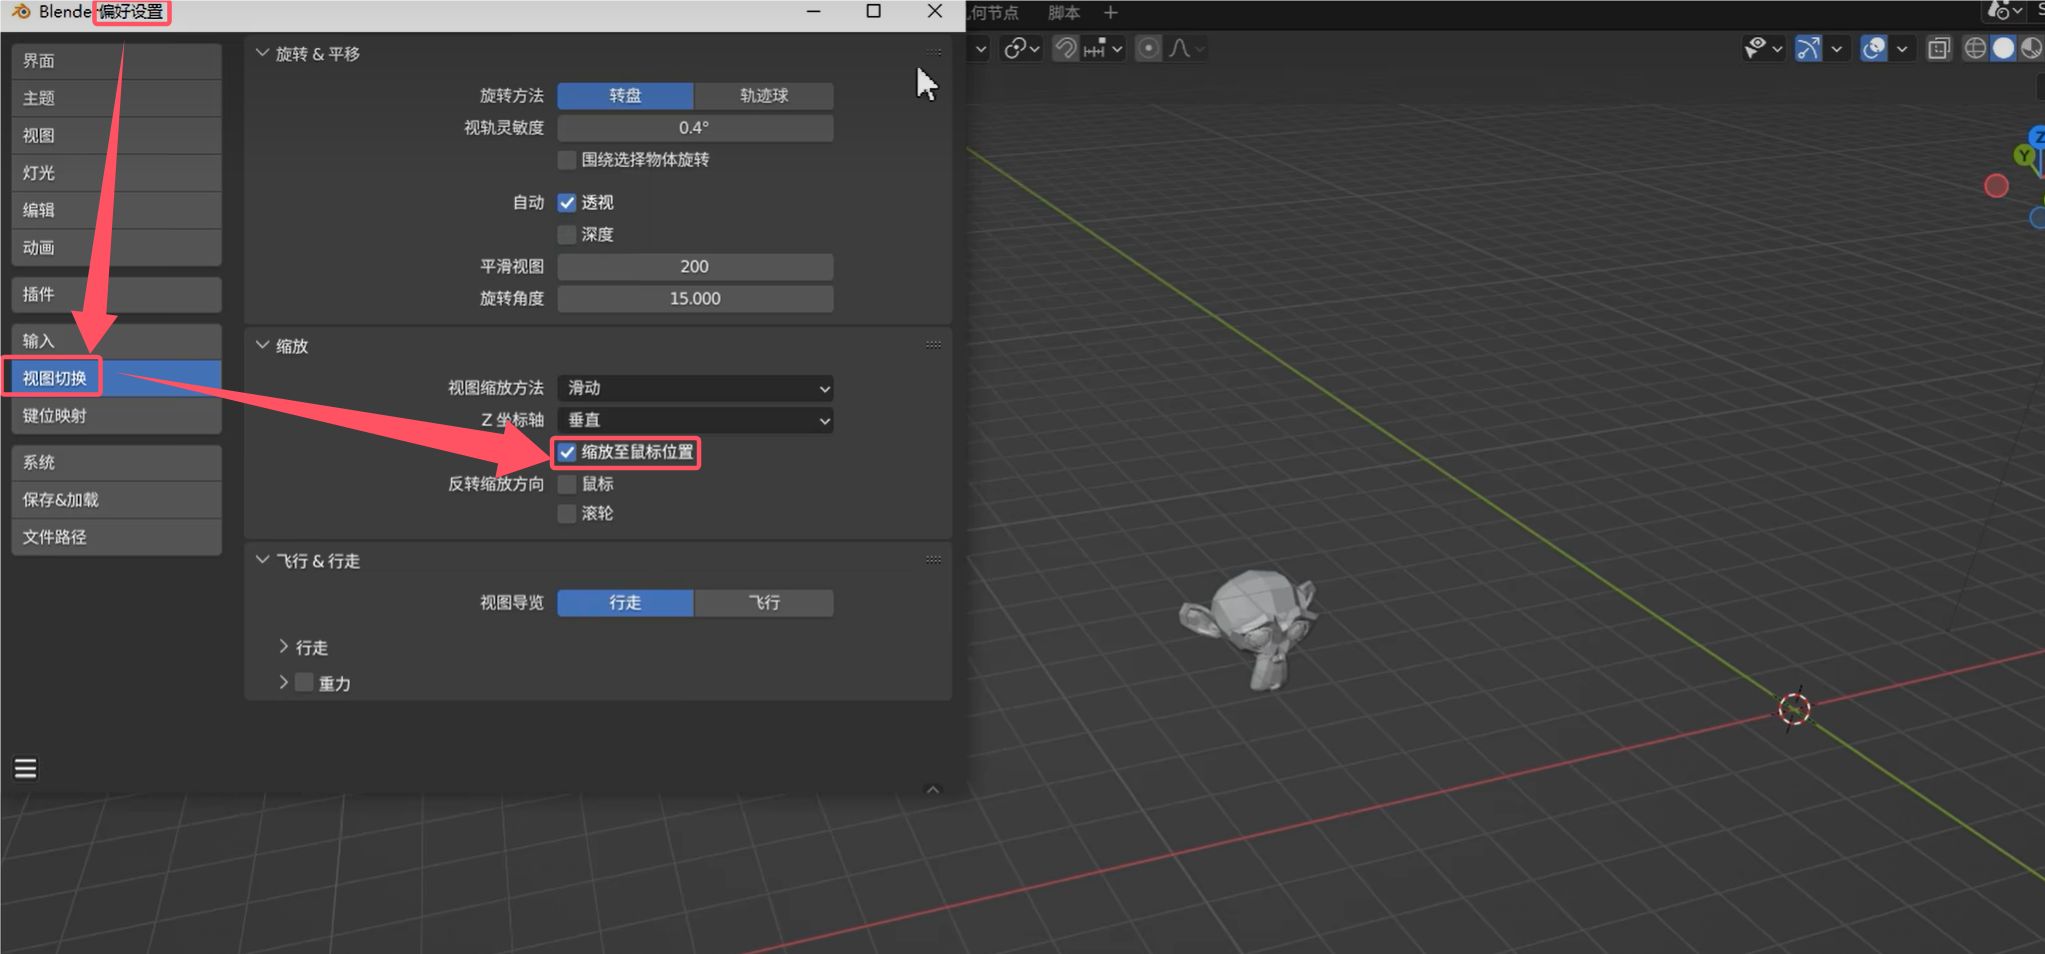 Blender 偏好设置
何节点 脚本 +
界面
主题
视图
灯光
编辑
动画
插件
输入
视图切换
键位映射
系统
保存&加载
文件路径
旋转 & 平移
旋转方法 转盘 轨迹球
视轨灵敏度 0.4°
围绕选择物体旋转
自动 透视
深度
平滑视图 200
旋转角度 15.000
缩放
视图缩放方法 滑动
Z 坐标轴 垂直
缩放至鼠标位置
反转缩放方向 鼠标
滚轮
飞行 & 行走
视图导览 行走 飞行
行走
重力
Z
Y